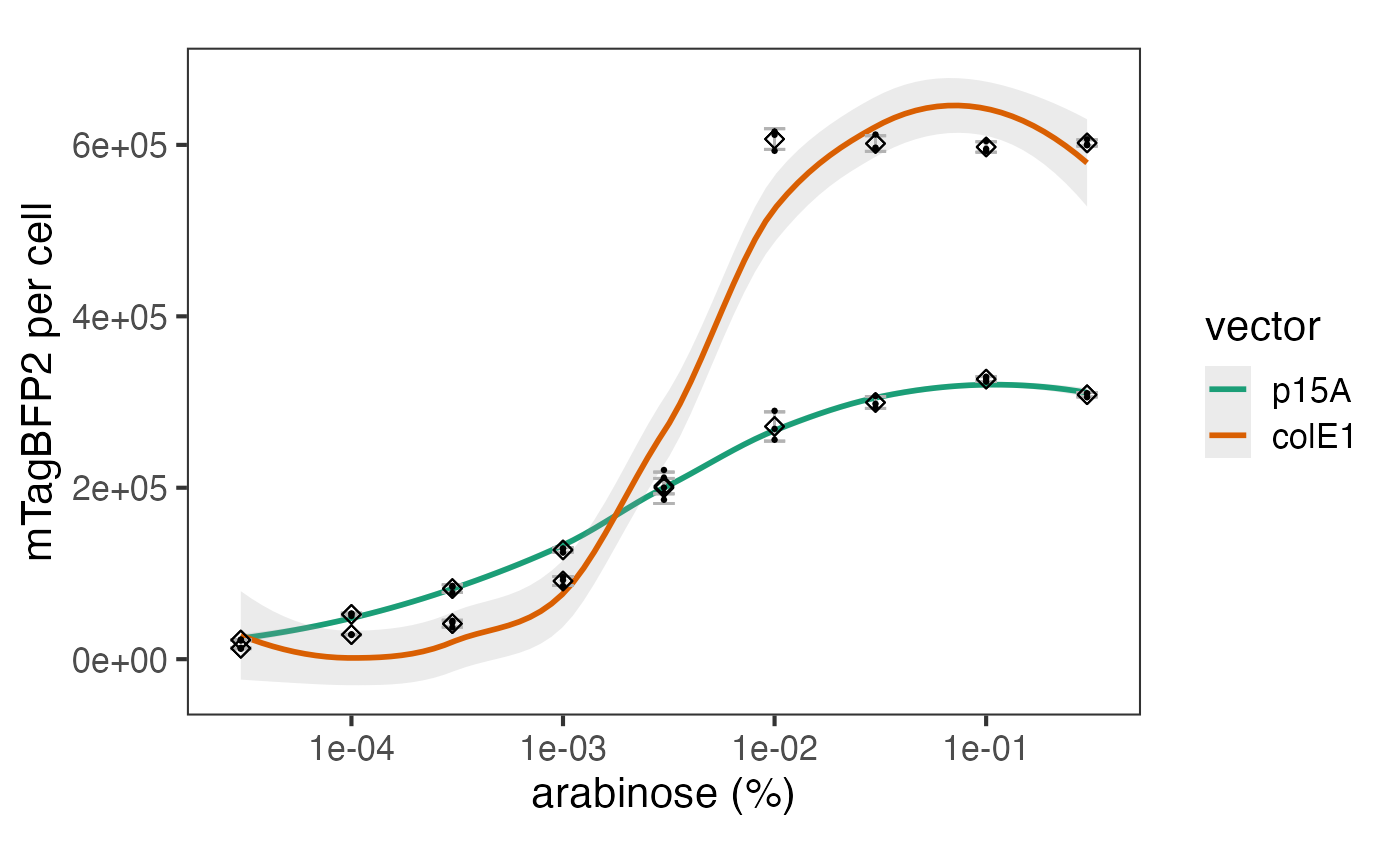 mTagBFP2 per cell
6e+05
4e+05
2e+05
0e+00
1e-04
1e-03
1e-02
1e-01
arabinose (%)
vector
p15A
colE1